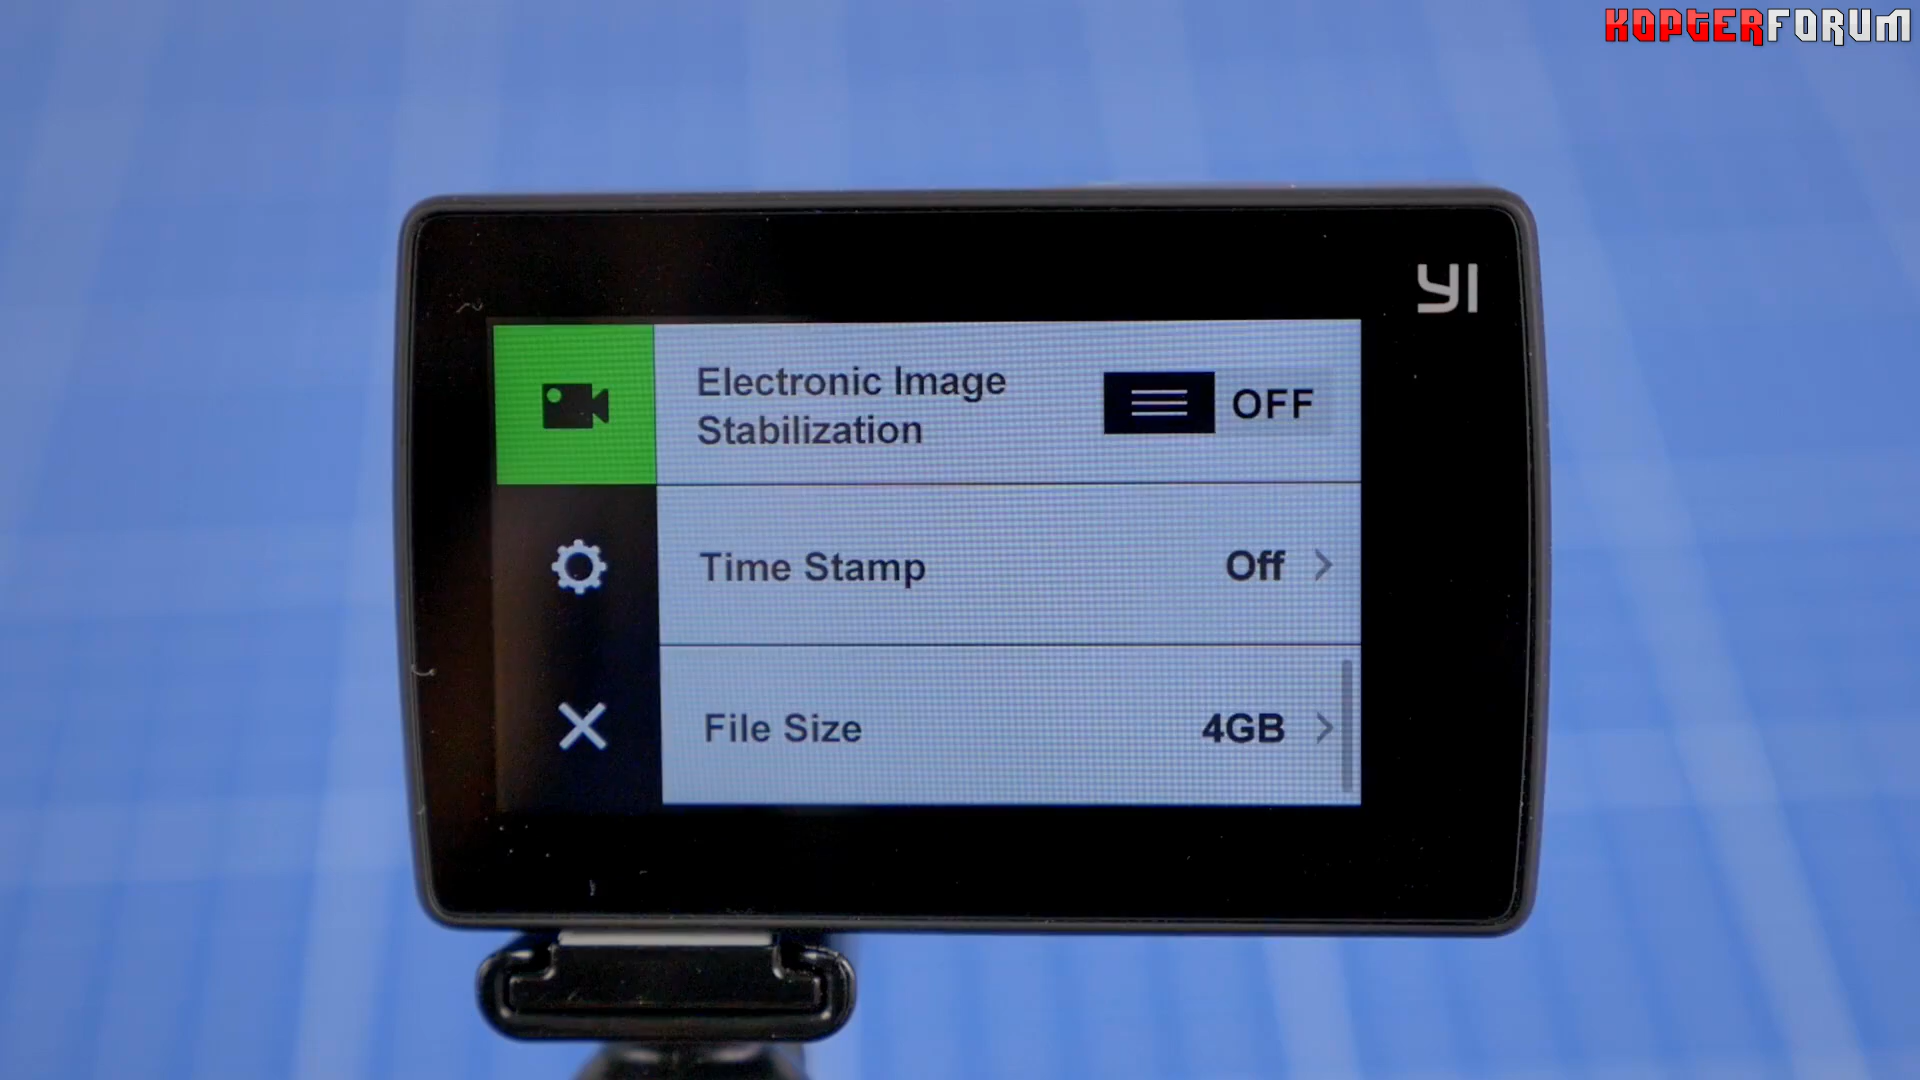 KOPTERFORUM
YI
Electronic Image
Stabilization
OFF
Time Stamp Off
File Size 4GB